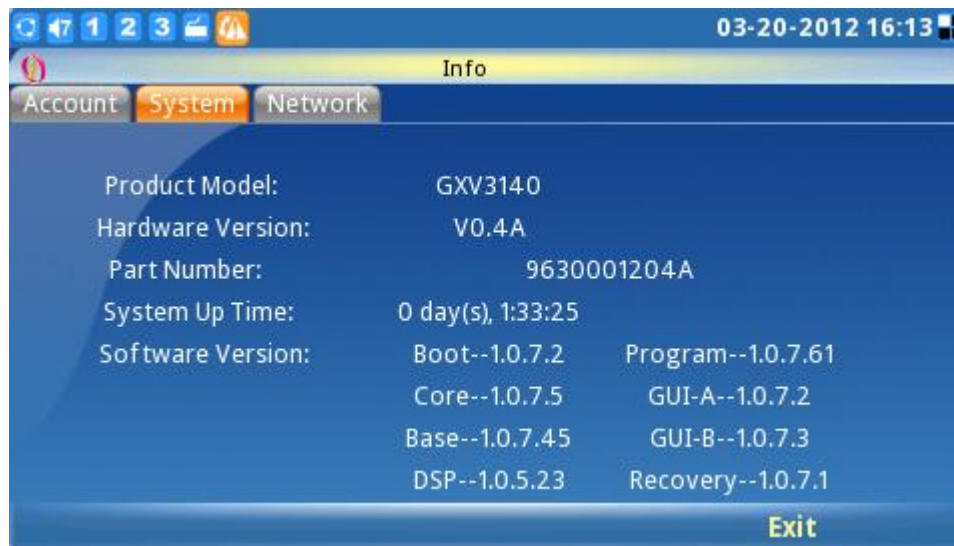 7 1 2 3 03-20-2012 16:13
Info
Account System Network
Product Model: GXV3140
Hardware Version: V0.4A
Part Number: 9630001204A
System Up Time: 0 day(s), 1:33:25
Software Version: Boot--1.0.7.2 Program--1.0.7.61
Core--1.0.7.5 GUI-A--1.0.7.2
Base--1.0.7.45 GUI-B--1.0.7.3
DSP--1.0.5.23 Recovery--1.0.7.1
Exit